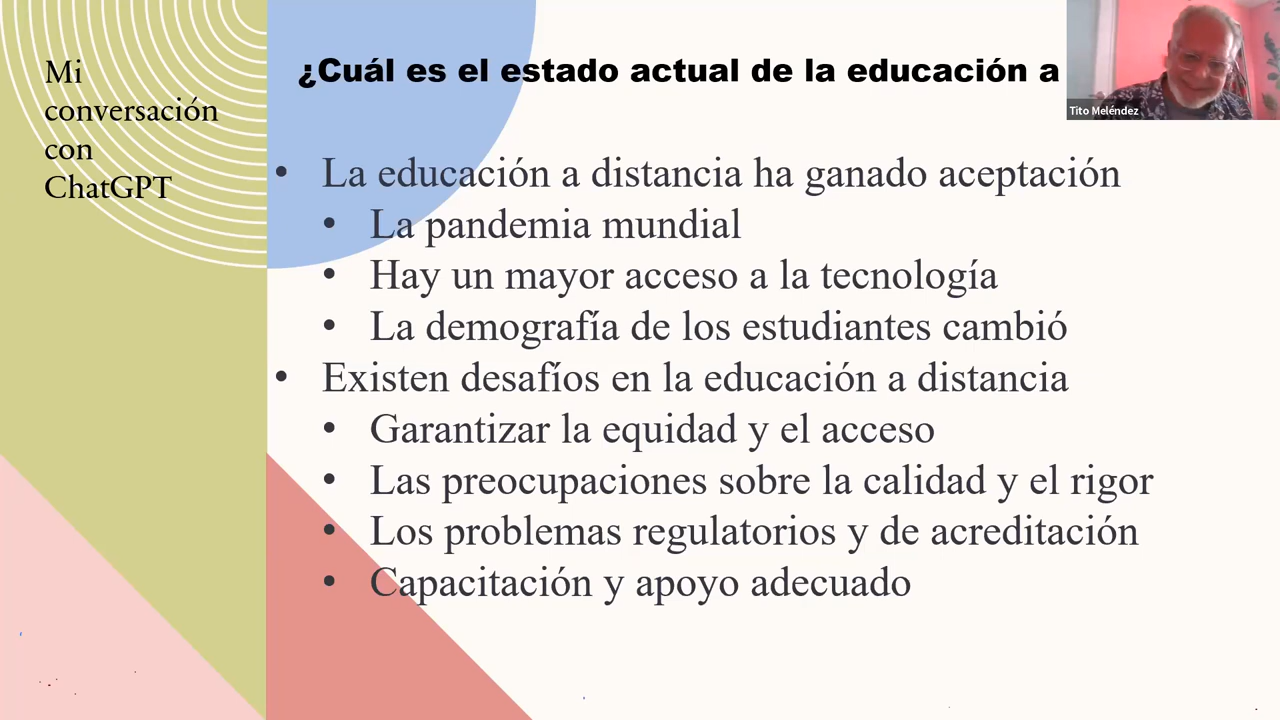 Mi
conversación
con
ChatGPT
¿Cuál es el estado actual de la educación a
Tito Meléndez
• La educación a distancia ha ganado aceptación
• La pandemia mundial
• Hay un mayor acceso a la tecnología
• La demografía de los estudiantes cambió
• Existen desafíos en la educación a distancia
• Garantizar la equidad y el acceso
• Las preocupaciones sobre la calidad y el rigor
• Los problemas regulatorios y de acreditación
• Capacitación y apoyo adecuado